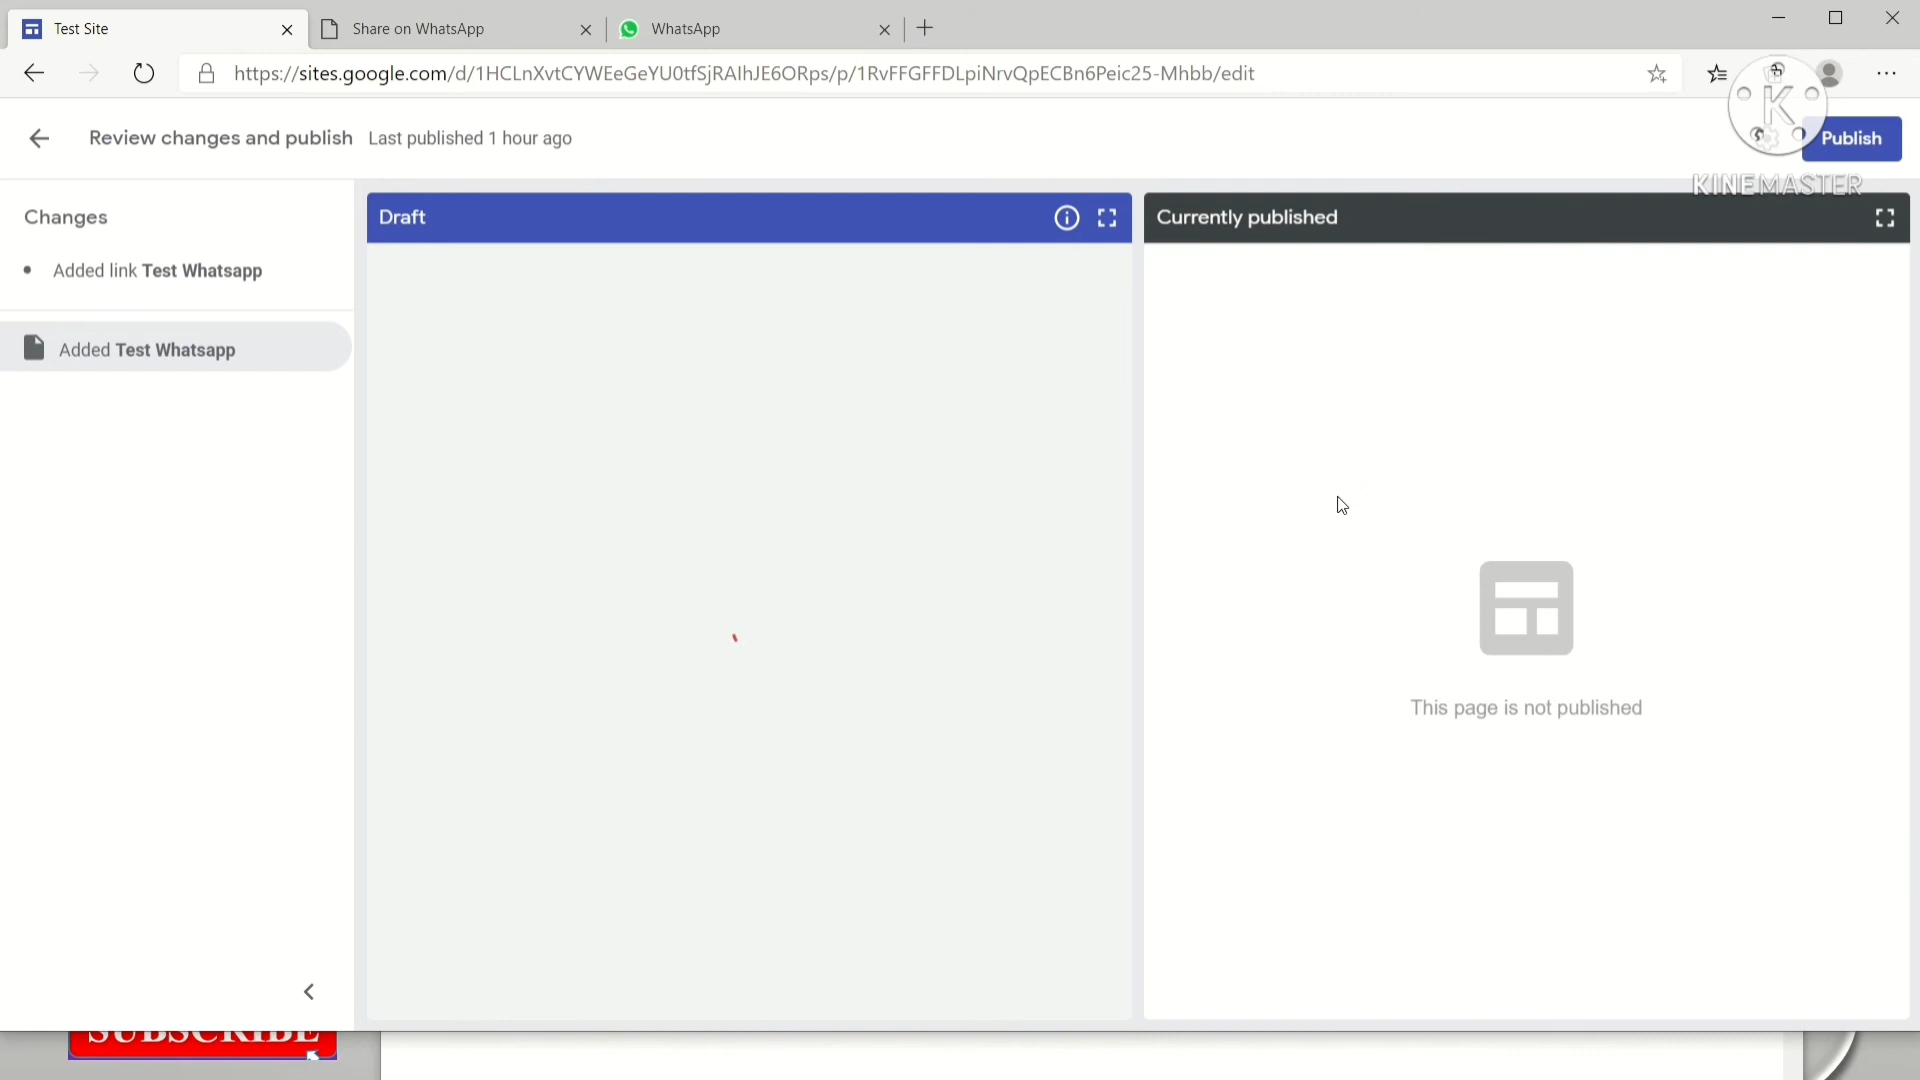 Test Site
Share on WhatsApp
WhatsApp
https://sites.google.com/d/1HCLnXvtCYWEeGeYU0tfSjRAIhJE6ORps/p/1RvFFGFFDLpiNrvQpECBn6Peic25-Mhbb/edit
Review changes and publish Last published 1 hour ago
Publish
K
KINEMASTER
Changes
Draft
Currently published
Added link Test Whatsapp
Added Test Whatsapp
This page is not published
SUBSCRIBE